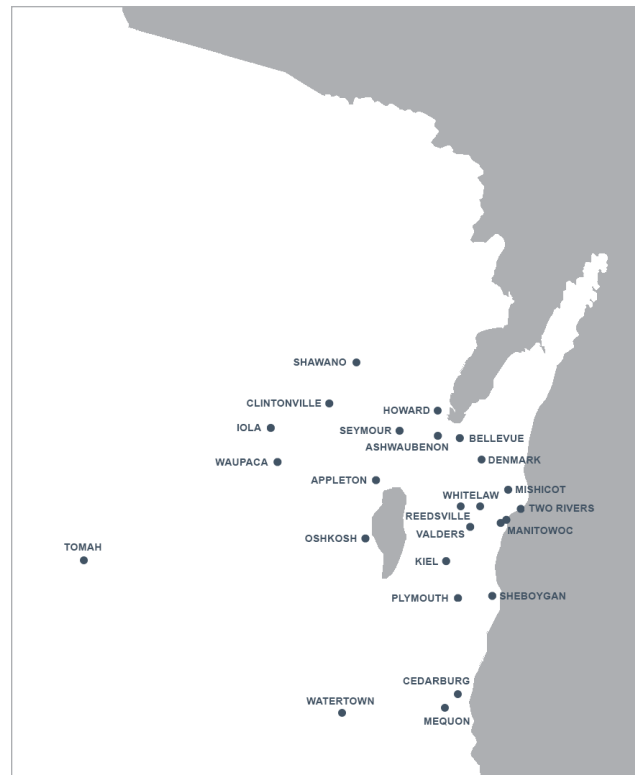 SHAWANO
CLINTONVILLE
HOWARD
IOLA
SEYMOUR
BELLEVUE
ASHWAUBENON
WAUPACA
DENMARK
APPLETON
MISHICOT
WHITELAW
TWO RIVERS
REEDSVILLE
MANITOWOC
VALDERS
OSHKOSH
TOMAH
KIEL
PLYMOUTH
SHEBOYGAN
CEDARBURG
WATERTOWN
MEQUON